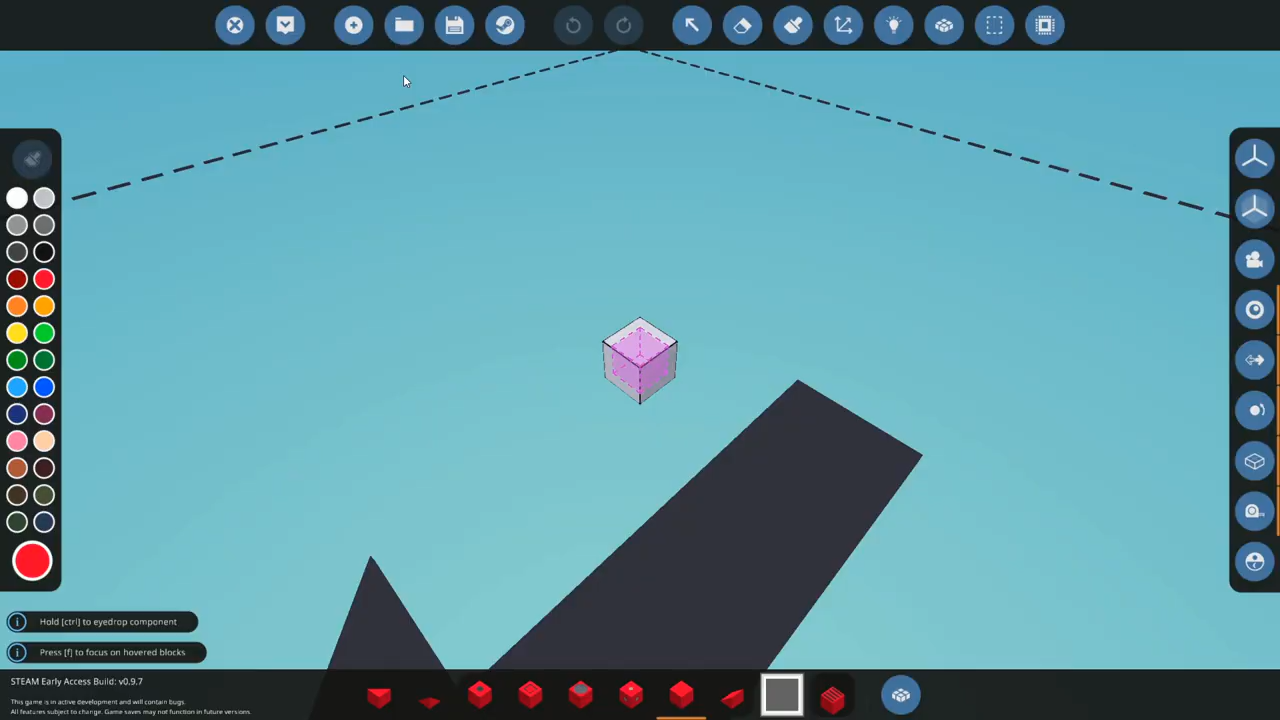 Hold [ctrl] to eyedrop component
Press [f] to focus on hovered blocks
STEAM Early Access Build: v0.9.7
This game is in active development and will contain bugs.
All features subject to change. Game saves may not function in future versions.